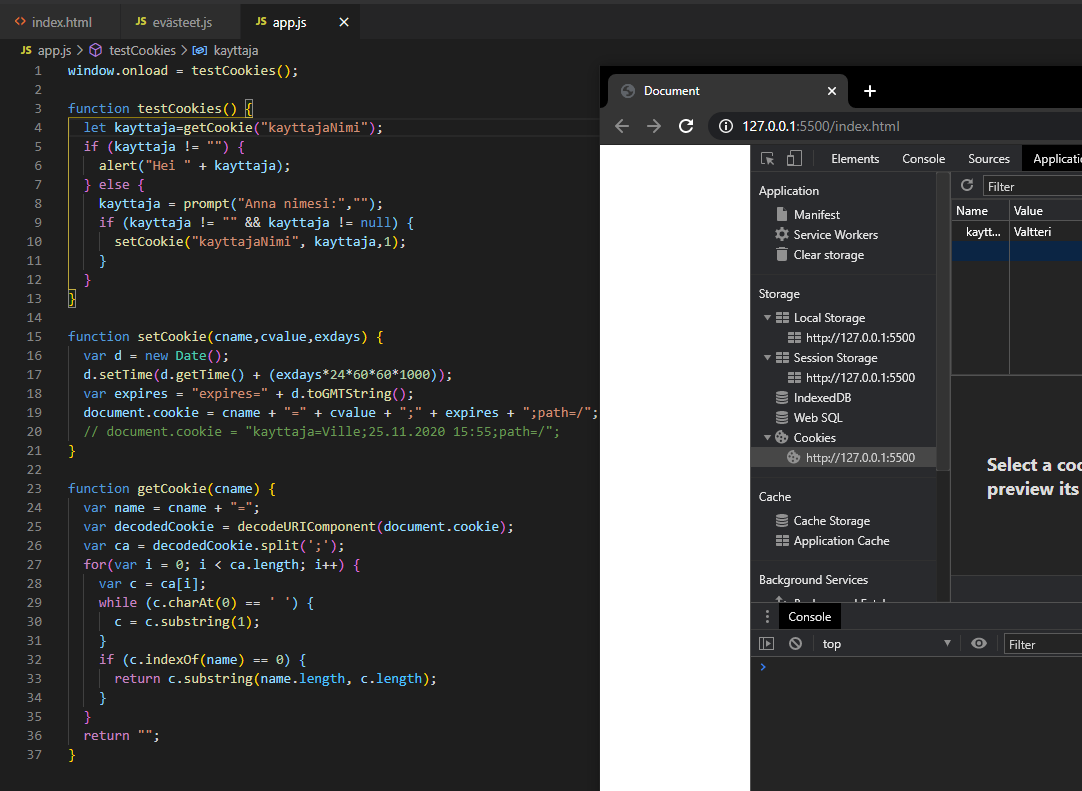 index.html
JS evästeet.js
JS app.js
JS app.js > testCookies > kayttaja
1 window.onload = testCookies();
2
3 function testCookies() {
4 let kayttaja=getCookie("kayttajaNimi");
5 if (kayttaja != "") {
6 alert("Hei " + kayttaja);
7 } else {
8 kayttaja = prompt("Anna nimesi:","");
9 if (kayttaja != "" && kayttaja != null) {
10 setCookie("kayttajaNimi", kayttaja,1);
11 }
12 }
13 }
14
15 function setCookie(cname,cvalue,exdays) {
16 var d = new Date();
17 d.setTime(d.getTime() + (exdays*24*60*60*1000));
18 var expires = "expires=" + d.toGMTString();
19 document.cookie = cname + "=" + cvalue + ";" + expires + ";path=/";
20 // document.cookie = "kayttaja=Ville;25.11.2020 15:55;path=/";
21 }
22
23 function getCookie(cname) {
24 var name = cname + "=";
25 var decodedCookie = decodeURIComponent(document.cookie);
26 var ca = decodedCookie.split(';');
27 for(var i = 0; i < ca.length; i++) {
28 var c = ca[i];
29 while (c.charAt(0) == ' ') {
30 c = c.substring(1);
31 }
32 if (c.indexOf(name) == 0) {
33 return c.substring(name.length, c.length);
34 }
35 }
36 return "";
37 }
Document
127.0.0.1:5500/index.html
Elements Console Sources Applicatio
Application
Manifest
Service Workers
Clear storage
Storage
Local Storage
http://127.0.0.1:5500
Session Storage
http://127.0.0.1:5500
IndexedDB
Web SQL
Cookies
http://127.0.0.1:5500
Cache
Cache Storage
Application Cache
Background Services
Filter
Name Value
kaytt... Valtteri
Select a coo
preview its
Console
top
Filter